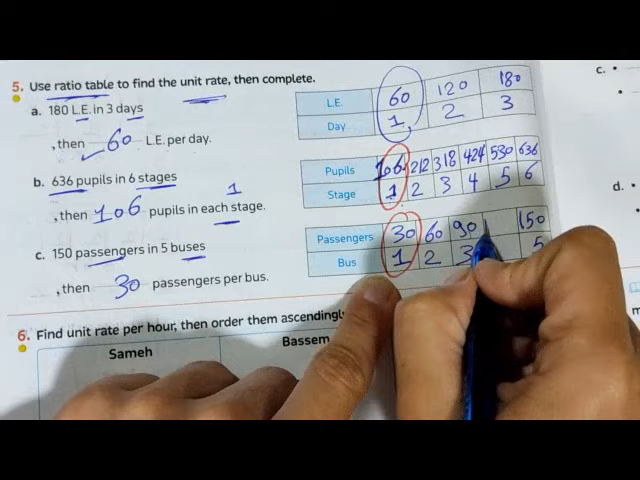 5. Use ratio table to find the unit rate, then complete.
a. 180 L.E. in 3 days
, then 60 L.E. per day.
L.E. 60 120 180
Day 1 2 3
b. 636 pupils in 6 stages
1
, then 106 pupils in each stage.
Pupils 106 212 318 424 530 636
Stage 1 2 3 4 5 6
c. 150 passengers in 5 buses
, then 30 passengers per bus.
Passengers 30 60 90 150
Bus 1 2 3 5
6. Find unit rate per hour, then order them ascendingly
Sameh Bassem
c. •
d. •